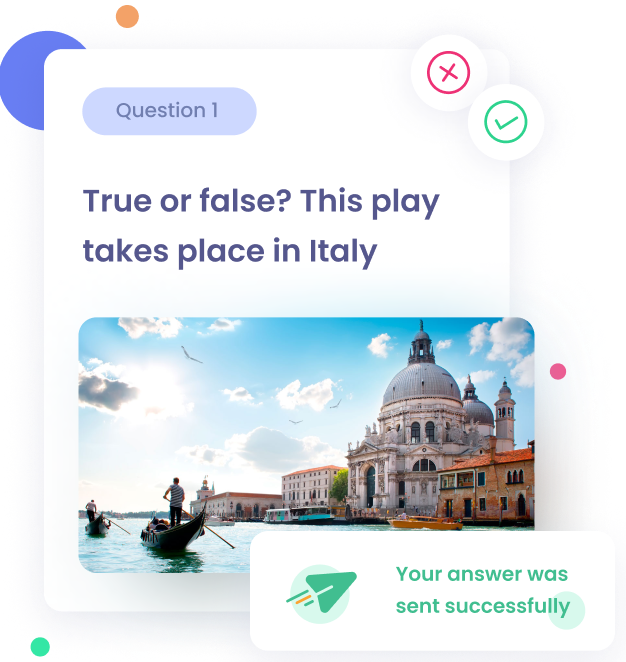 Question 1
True or false? This play
takes place in Italy
Your answer was
sent successfully